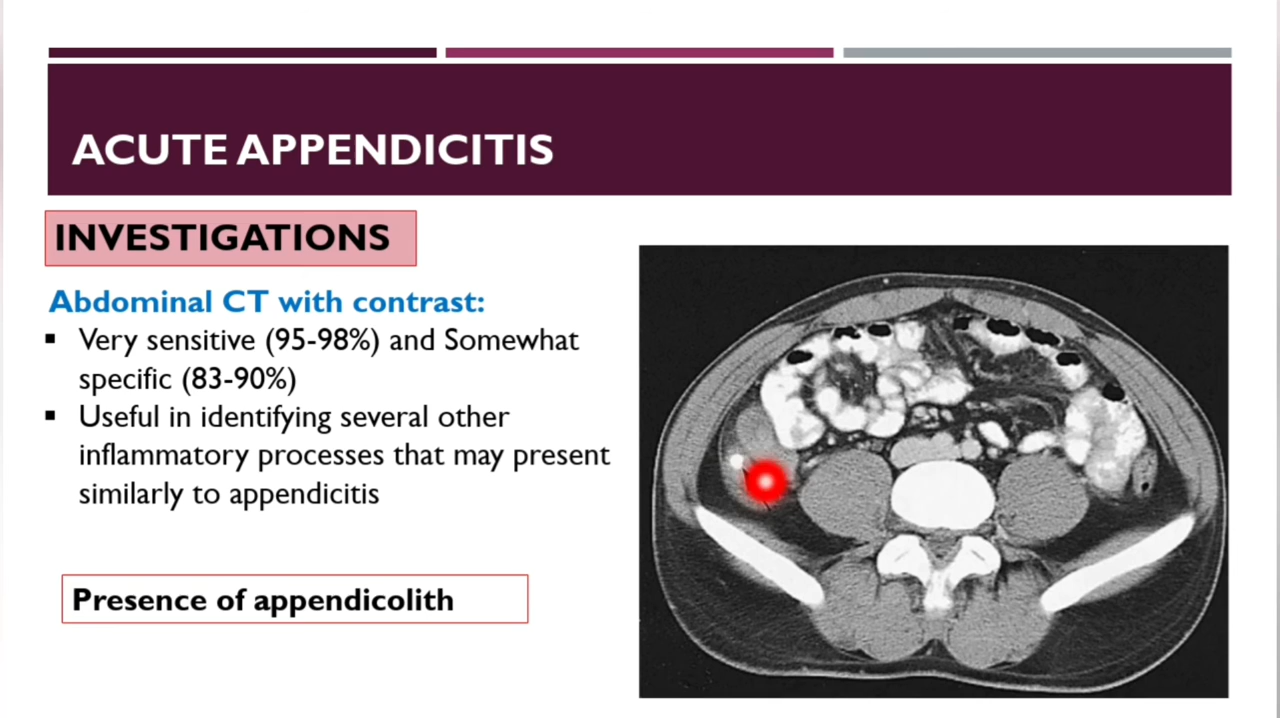 ACUTE APPENDICITIS
INVESTIGATIONS
Abdominal CT with contrast:
▪ Very sensitive (95-98%) and Somewhat
specific (83-90%)
▪ Useful in identifying several other
inflammatory processes that may present
similarly to appendicitis
Presence of appendicolith